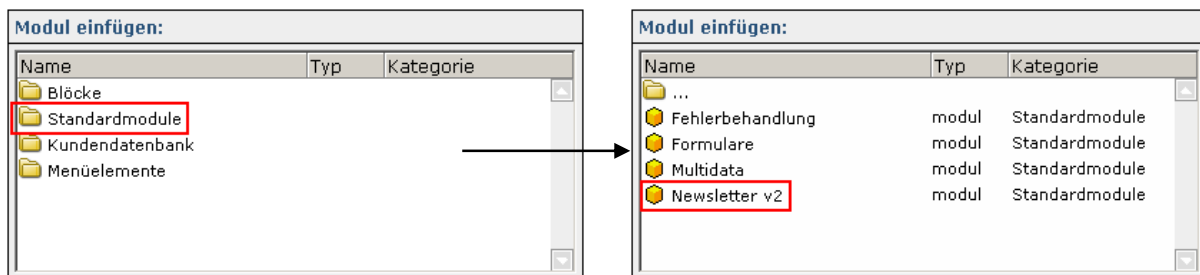 Modul einfügen:
Name Typ Kategorie
Blöcke
Standardmodule
Kundendatenbank
Menüelemente
Modul einfügen:
Name Typ Kategorie
...
Fehlerbehandlung modul Standardmodule
Formulare modul Standardmodule
Multidata modul Standardmodule
Newsletter v2 modul Standardmodule